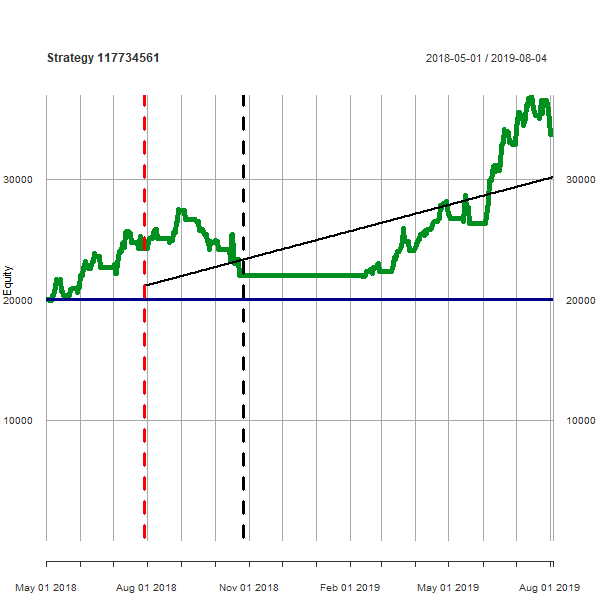 Strategy 117734561
2018-05-01 / 2019-08-04
30000
30000
Equity
20000
20000
10000
10000
May 01 2018
Aug 01 2018
Nov 01 2018
Feb 01 2019
May 01 2019
Aug 01 2019